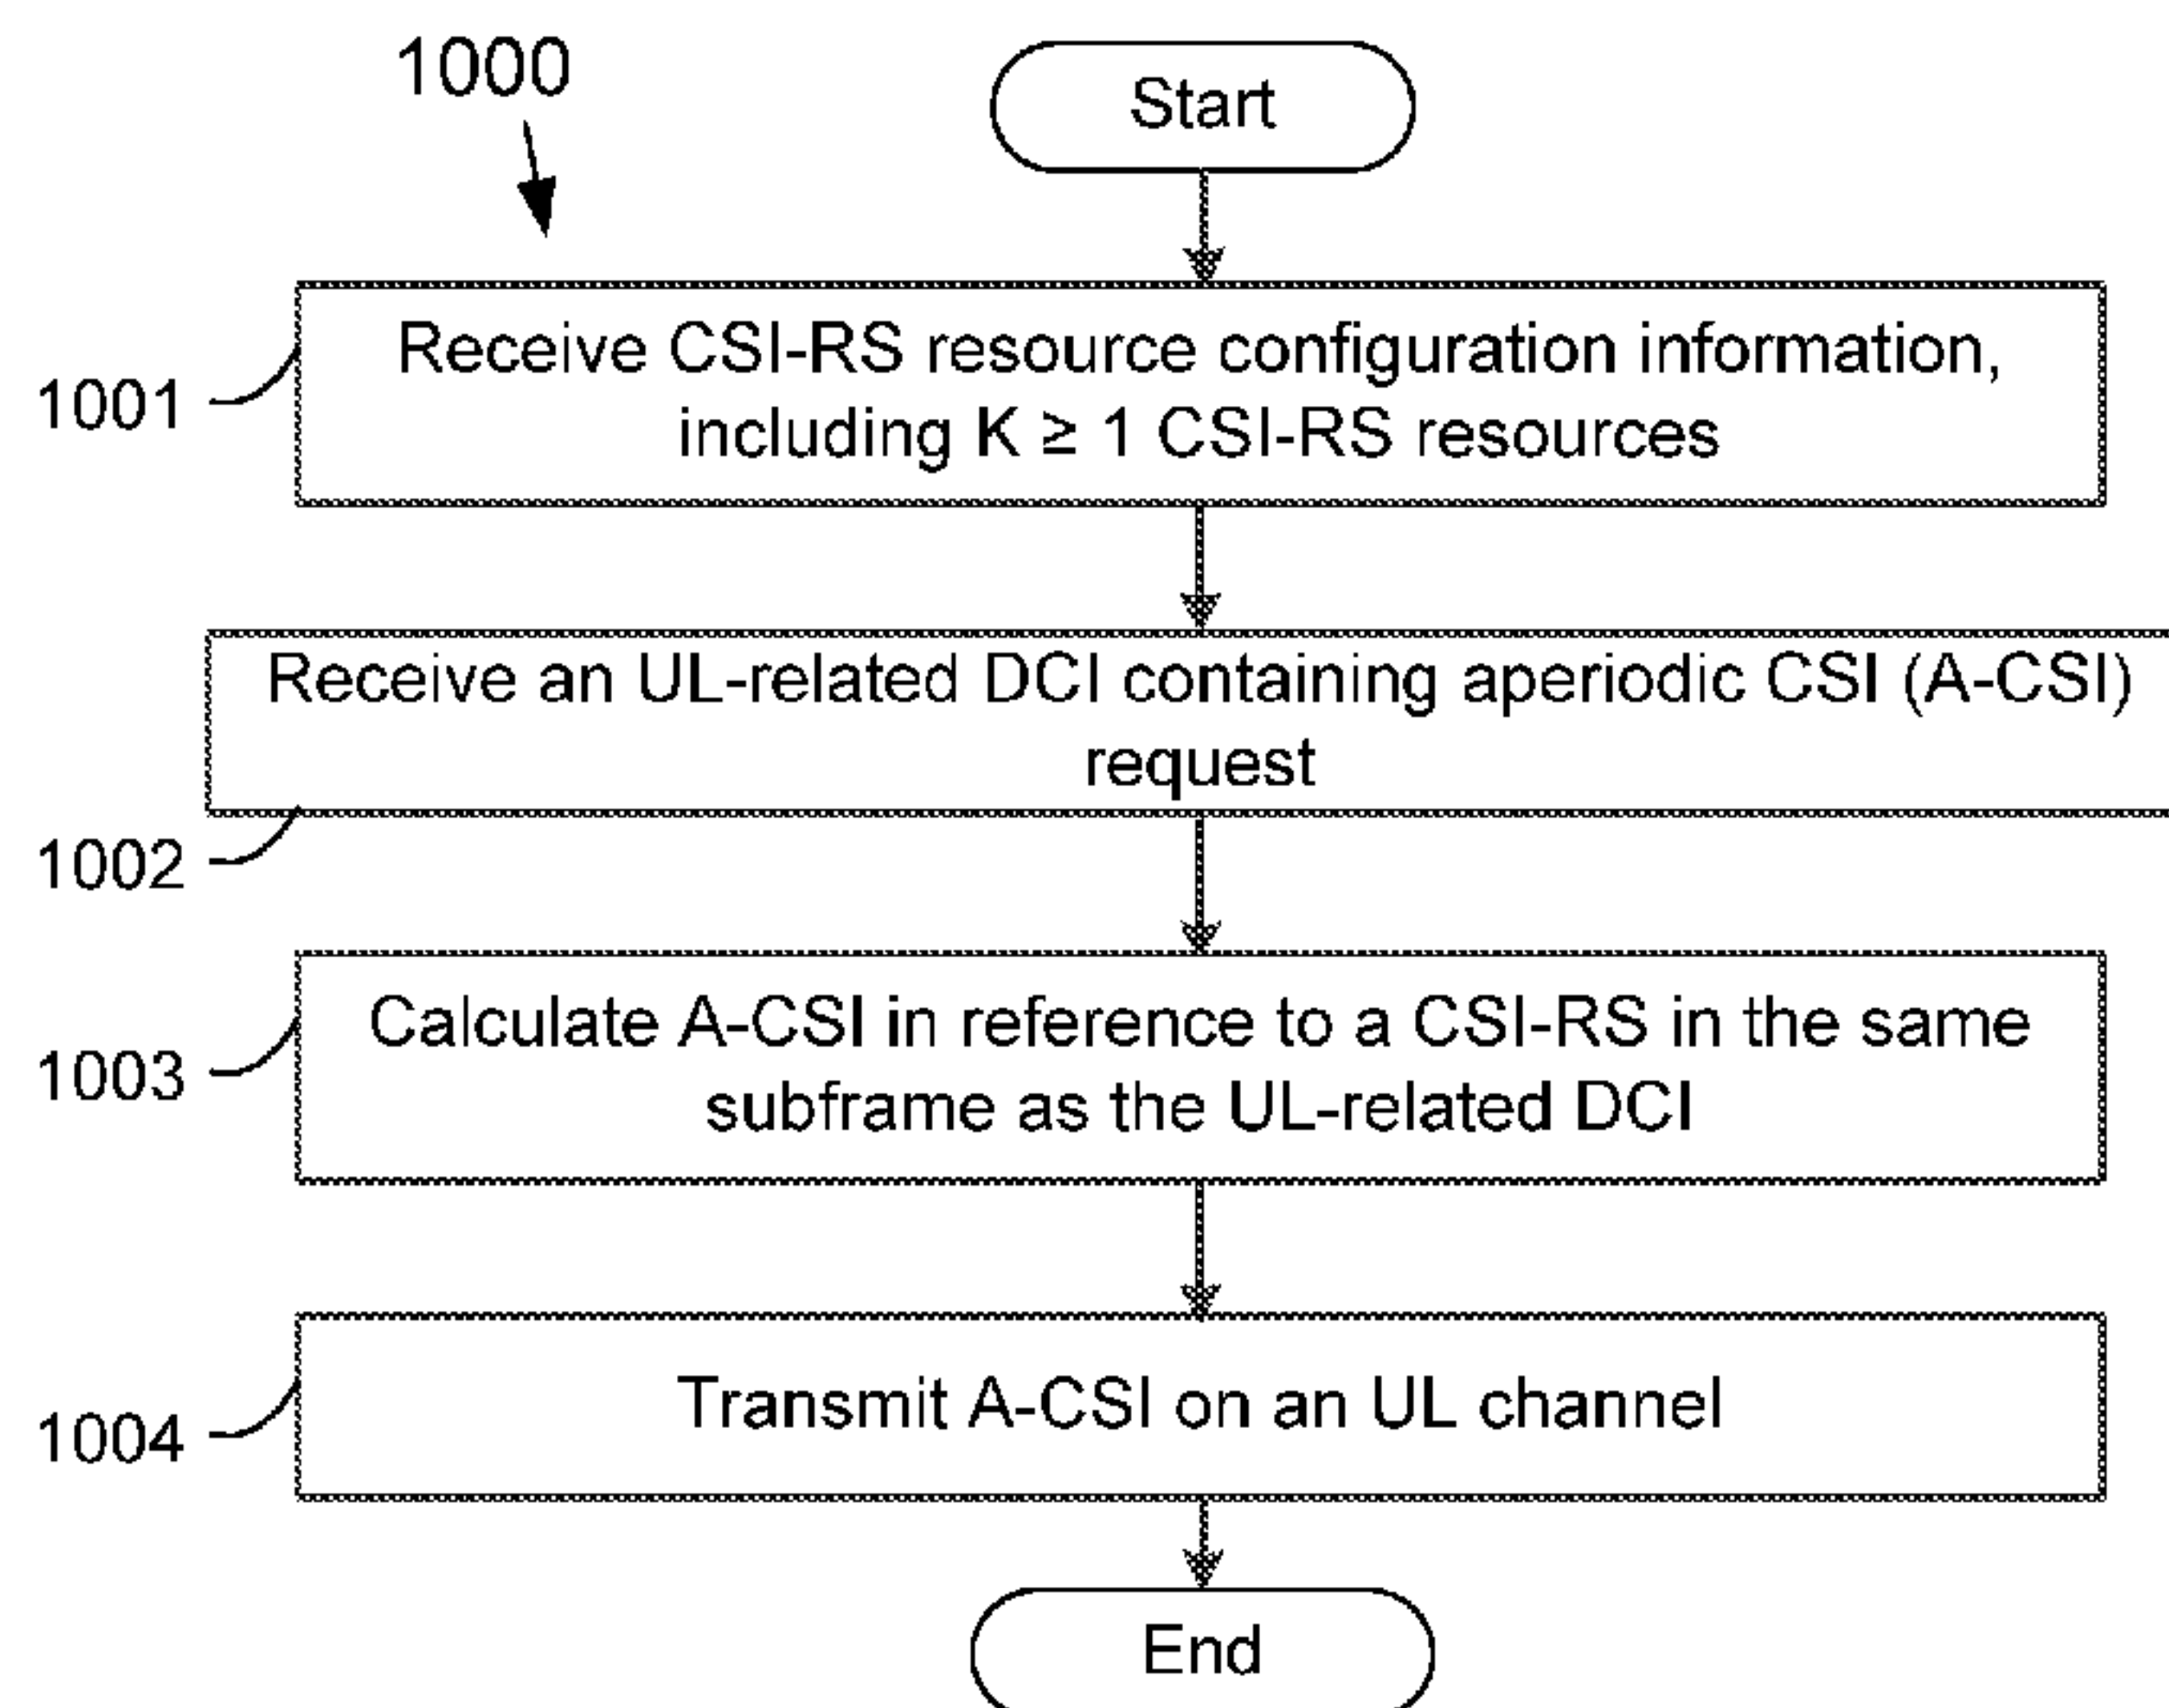 1000
Start
1001
Receive CSI-RS resource configuration information,
including K ≥ 1 CSI-RS resources
Receive an UL-related DCI containing aperiodic CSI (A-CSI)
request
1002
Calculate A-CSI in reference to a CSI-RS in the same
subframe as the UL-related DCI
1003
Transmit A-CSI on an UL channel
1004
End